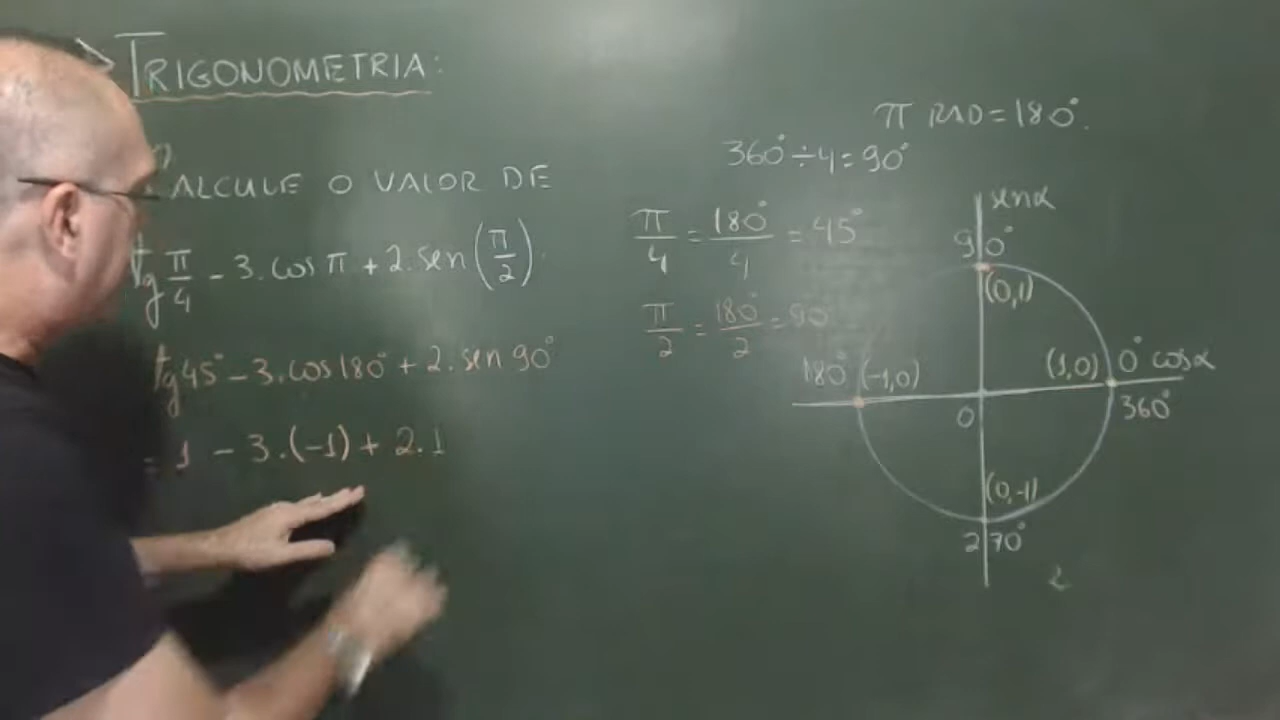 TRIGONOMETRIA:
ALCULE O VALOR DE
tg π/4 - 3.cos π + 2.sen(π/2).
tg 45° - 3.cos 180° + 2.sen 90°
= 1 - 3.(-1) + 2.1
π RAD = 180°.
360° ÷ 4 = 90°
π/4 = 180°/4 = 45°
π/2 = 180°/2 = 90°
sen α
90°
(0,1)
180° (-1,0)
(1,0) 0° cos α
0
360°
(0,-1)
270°